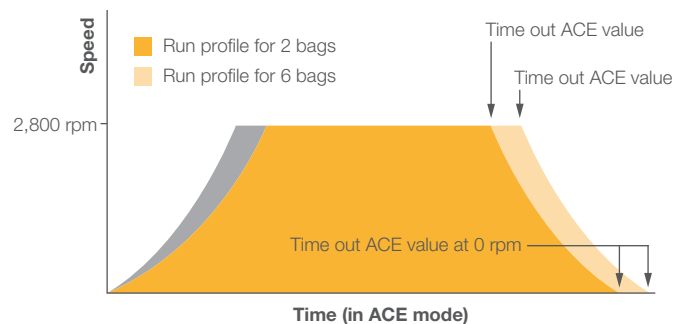 Speed
Run profile for 2 bags
Run profile for 6 bags
Time out ACE value
Time out ACE value
2,800 rpm
Time out ACE value at 0 rpm
Time (in ACE mode)